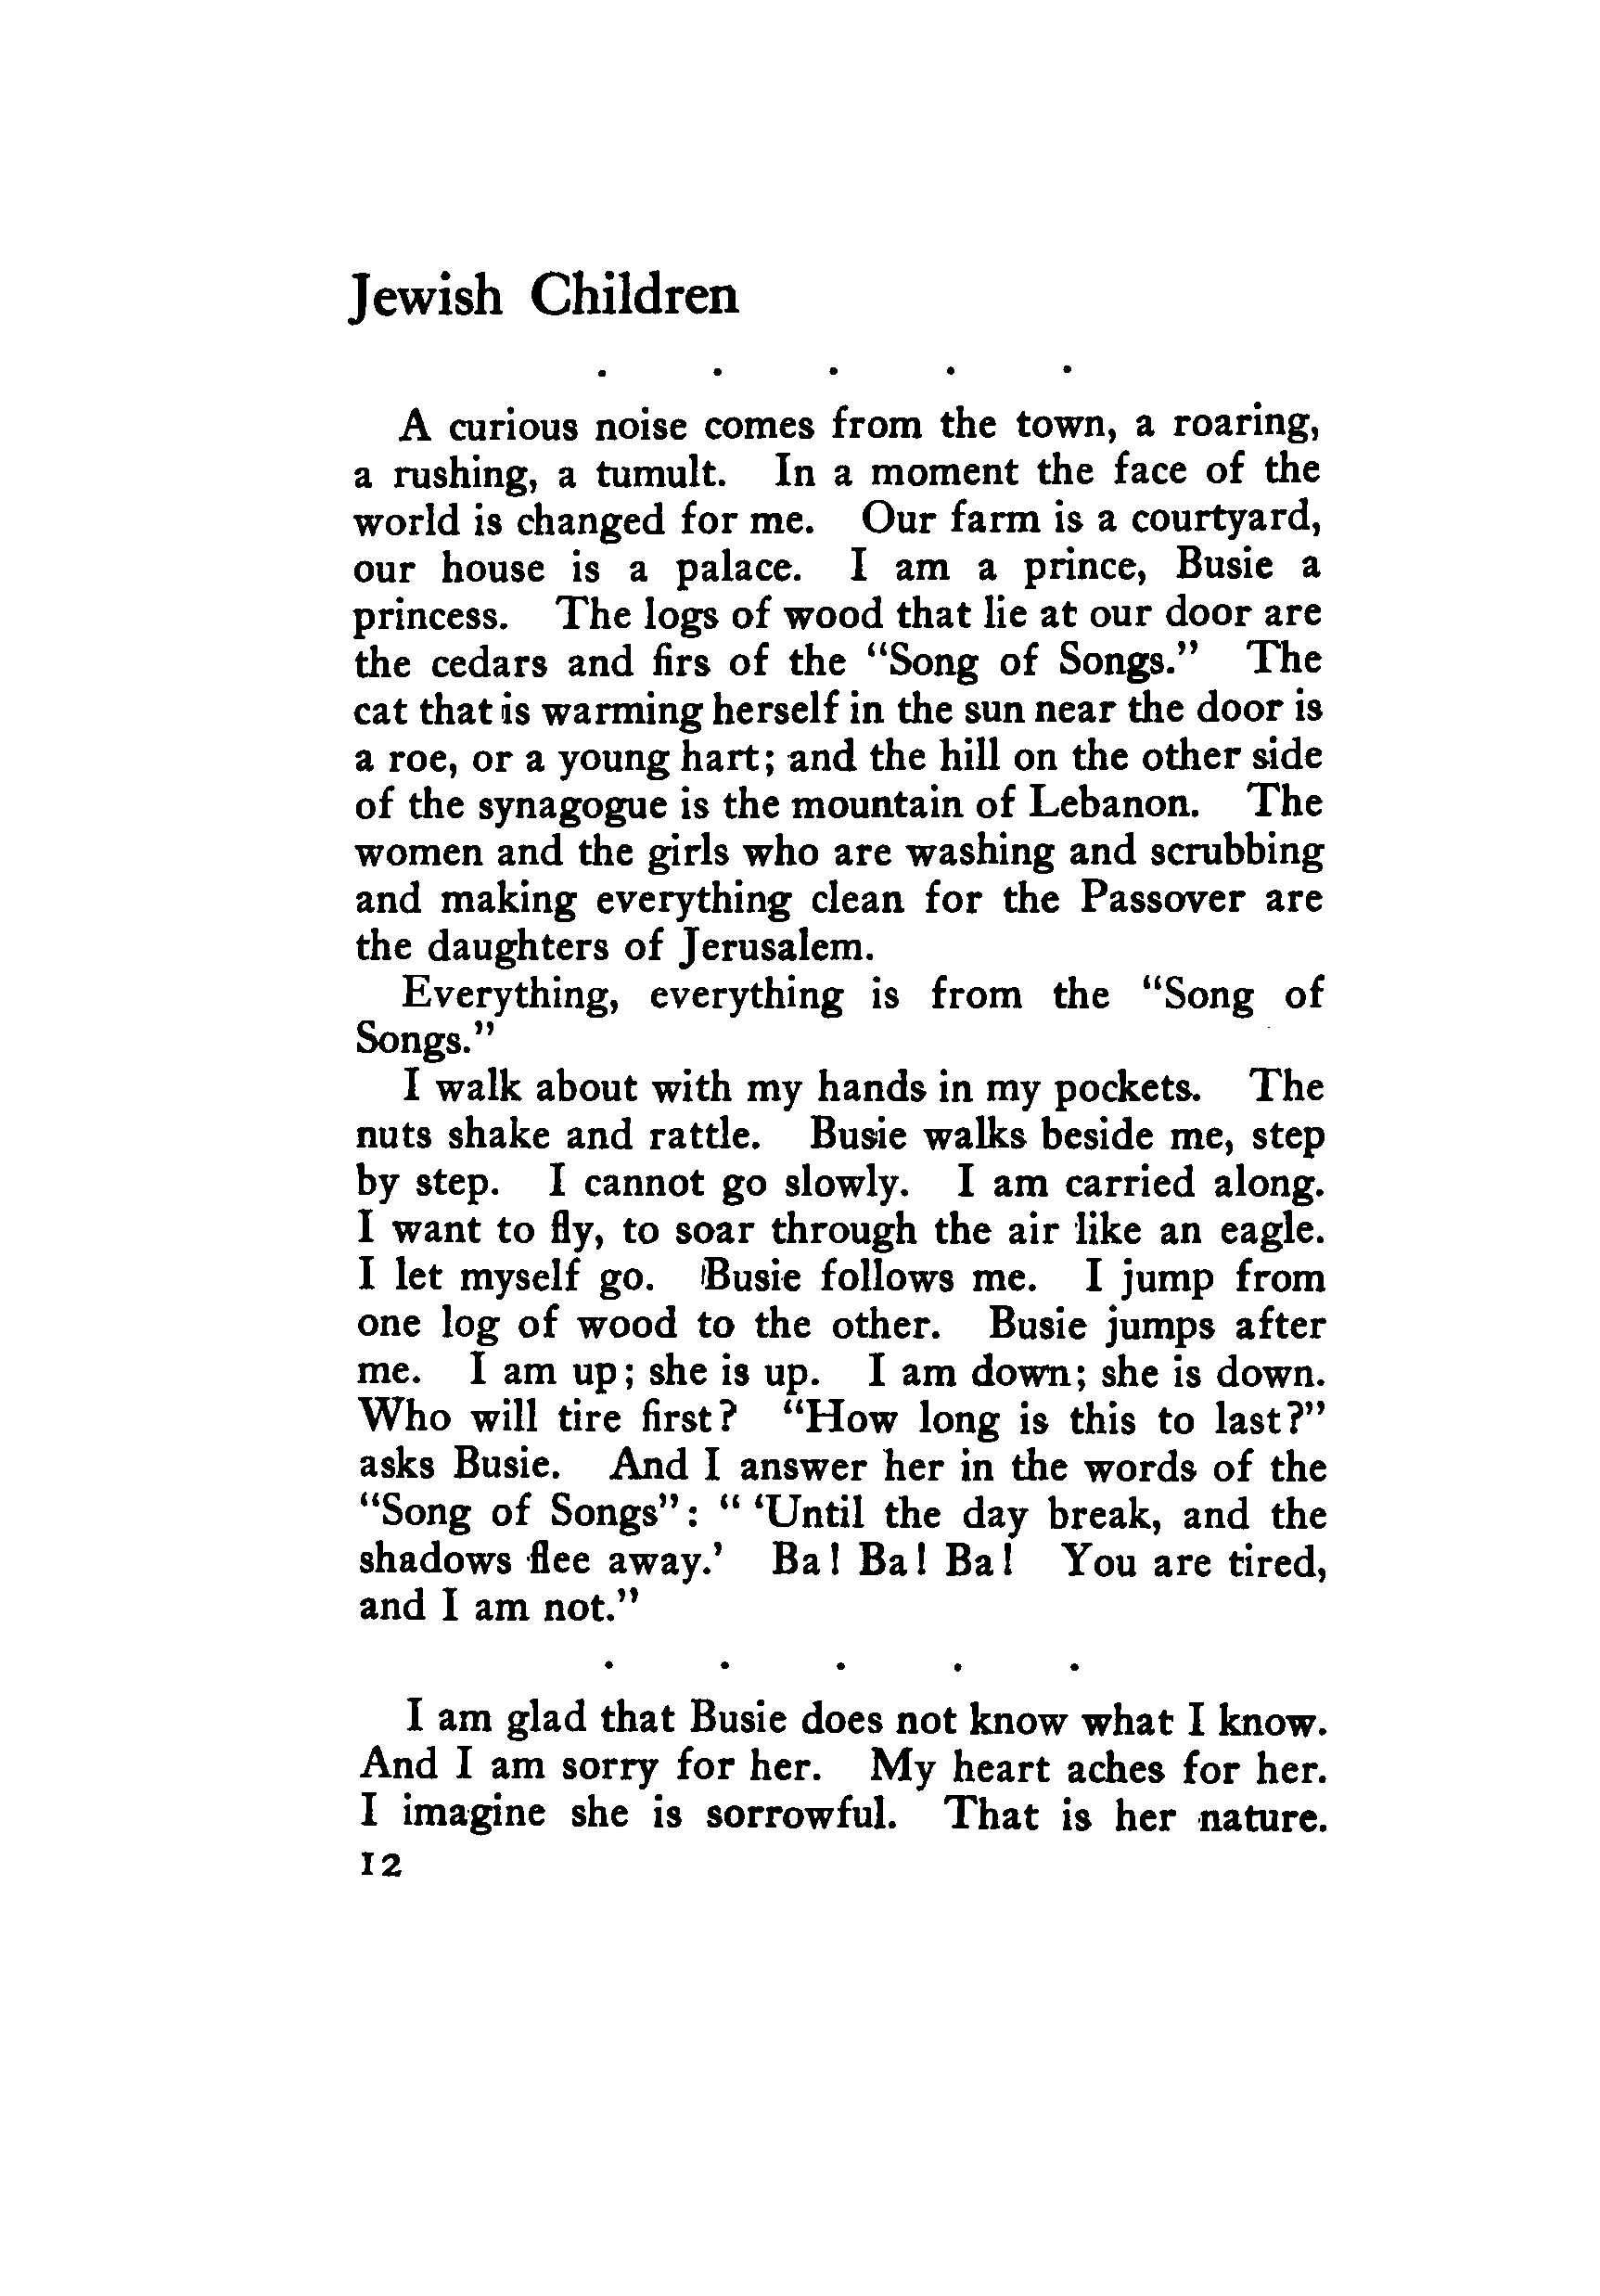 Jewish Children
. . . . .
A curious noise comes from the town, a roaring,
a rushing, a tumult. In a moment the face of the
world is changed for me. Our farm is a courtyard,
our house is a palace. I am a prince, Busie a
princess. The logs of wood that lie at our door are
the cedars and firs of the “Song of Songs.” The
cat that is warming herself in the sun near the door is
a roe, or a young hart; and the hill on the other side
of the synagogue is the mountain of Lebanon. The
women and the girls who are washing and scrubbing
and making everything clean for the Passover are
the daughters of Jerusalem.
Everything, everything is from the “Song of
Songs.”
I walk about with my hands in my pockets. The
nuts shake and rattle. Busie walks beside me, step
by step. I cannot go slowly. I am carried along.
I want to fly, to soar through the air like an eagle.
I let myself go. Busie follows me. I jump from
one log of wood to the other. Busie jumps after
me. I am up; she is up. I am down; she is down.
Who will tire first? “How long is this to last?”
asks Busie. And I answer her in the words of the
“Song of Songs”: “ ‘Until the day break, and the
shadows flee away.’ Ba! Ba! Ba! You are tired,
and I am not.”
. . . . .
I am glad that Busie does not know what I know.
And I am sorry for her. My heart aches for her.
I imagine she is sorrowful. That is her nature.
12